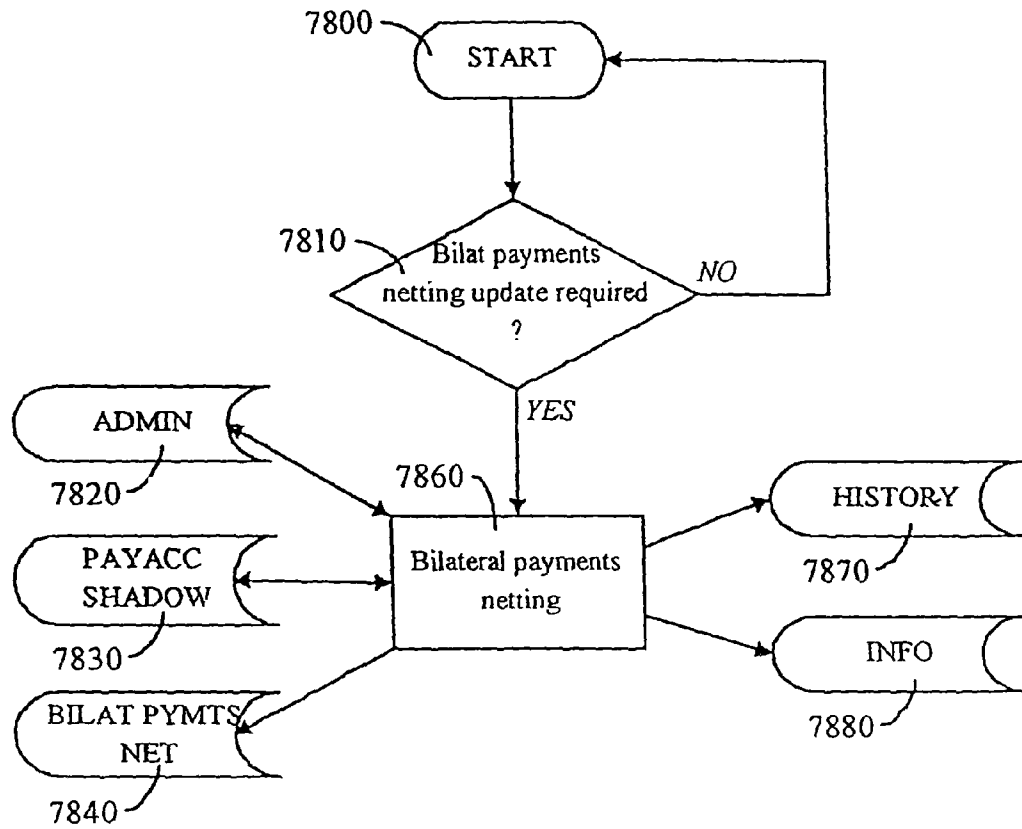 7800
START
7810
Bilat payments
netting update required
?
NO
YES
ADMIN
7820
7860
HISTORY
7870
PAYACC
SHADOW
7830
Bilateral payments
netting
INFO
7880
BILAT PYMTS
NET
7840